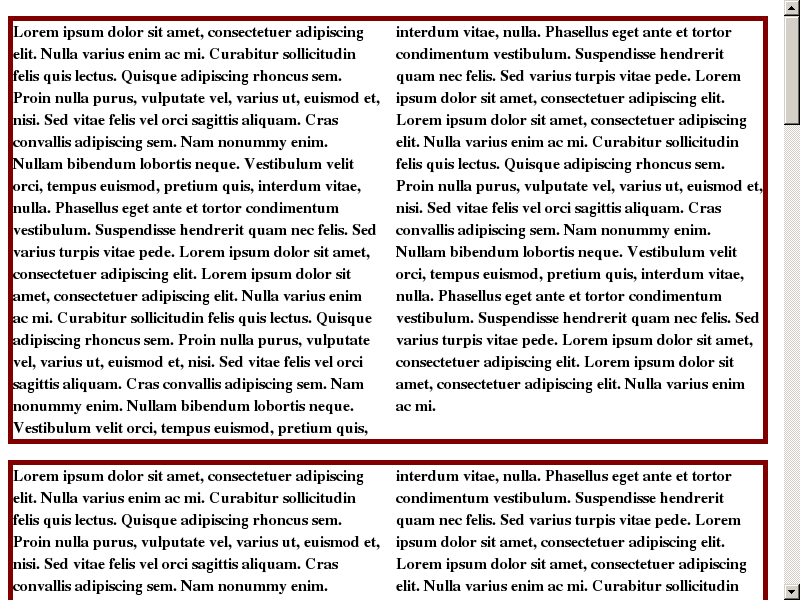 Lorem ipsum dolor sit amet, consectetuer adipiscing
elit. Nulla varius enim ac mi. Curabitur sollicitudin
felis quis lectus. Quisque adipiscing rhoncus sem.
Proin nulla purus, vulputate vel, varius ut, euismod et,
nisi. Sed vitae felis vel orci sagittis aliquam. Cras
convallis adipiscing sem. Nam nonummy enim.
Nullam bibendum lobortis neque. Vestibulum velit
orci, tempus euismod, pretium quis, interdum vitae,
nulla. Phasellus eget ante et tortor condimentum
vestibulum. Suspendisse hendrerit quam nec felis. Sed
varius turpis vitae pede. Lorem ipsum dolor sit amet,
consectetuer adipiscing elit. Lorem ipsum dolor sit
amet, consectetuer adipiscing elit. Nulla varius enim
ac mi. Curabitur sollicitudin felis quis lectus. Quisque
adipiscing rhoncus sem. Proin nulla purus, vulputate
vel, varius ut, euismod et, nisi. Sed vitae felis vel orci
sagittis aliquam. Cras convallis adipiscing sem. Nam
nonummy enim. Nullam bibendum lobortis neque.
Vestibulum velit orci, tempus euismod, pretium quis,
interdum vitae, nulla. Phasellus eget ante et tortor
condimentum vestibulum. Suspendisse hendrerit
quam nec felis. Sed varius turpis vitae pede. Lorem
ipsum dolor sit amet, consectetuer adipiscing elit.
Lorem ipsum dolor sit amet, consectetuer adipiscing
elit. Nulla varius enim ac mi. Curabitur sollicitudin
felis quis lectus. Quisque adipiscing rhoncus sem.
Proin nulla purus, vulputate vel, varius ut, euismod et,
nisi. Sed vitae felis vel orci sagittis aliquam. Cras
convallis adipiscing sem. Nam nonummy enim.
Nullam bibendum lobortis neque. Vestibulum velit
orci, tempus euismod, pretium quis, interdum vitae,
nulla. Phasellus eget ante et tortor condimentum
vestibulum. Suspendisse hendrerit quam nec felis. Sed
varius turpis vitae pede. Lorem ipsum dolor sit amet,
consectetuer adipiscing elit. Lorem ipsum dolor sit
amet, consectetuer adipiscing elit. Nulla varius enim
ac mi.
Lorem ipsum dolor sit amet, consectetuer adipiscing
elit. Nulla varius enim ac mi. Curabitur sollicitudin
felis quis lectus. Quisque adipiscing rhoncus sem.
Proin nulla purus, vulputate vel, varius ut, euismod et,
nisi. Sed vitae felis vel orci sagittis aliquam. Cras
convallis adipiscing sem. Nam nonummy enim.
interdum vitae, nulla. Phasellus eget ante et tortor
condimentum vestibulum. Suspendisse hendrerit
quam nec felis. Sed varius turpis vitae pede. Lorem
ipsum dolor sit amet, consectetuer adipiscing elit.
Lorem ipsum dolor sit amet, consectetuer adipiscing
elit. Nulla varius enim ac mi. Curabitur sollicitudin